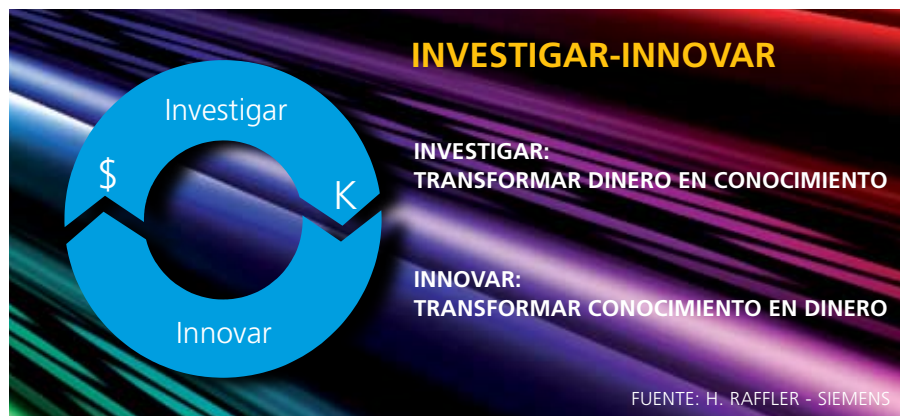 INVESTIGAR-INNOVAR
Investigar
$
K
Innovar
INVESTIGAR:
TRANSFORMAR DINERO EN CONOCIMIENTO
INNOVAR:
TRANSFORMAR CONOCIMIENTO EN DINERO
FUENTE: H. RAFFLER - SIEMENS